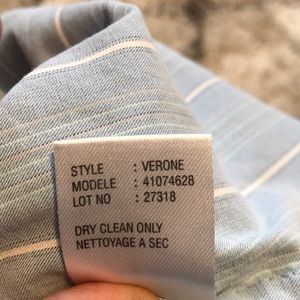 STYLE : VERONE
MODELE : 41074628
LOT NO : 27318
DRY CLEAN ONLY
NETTOYAGE A SEC